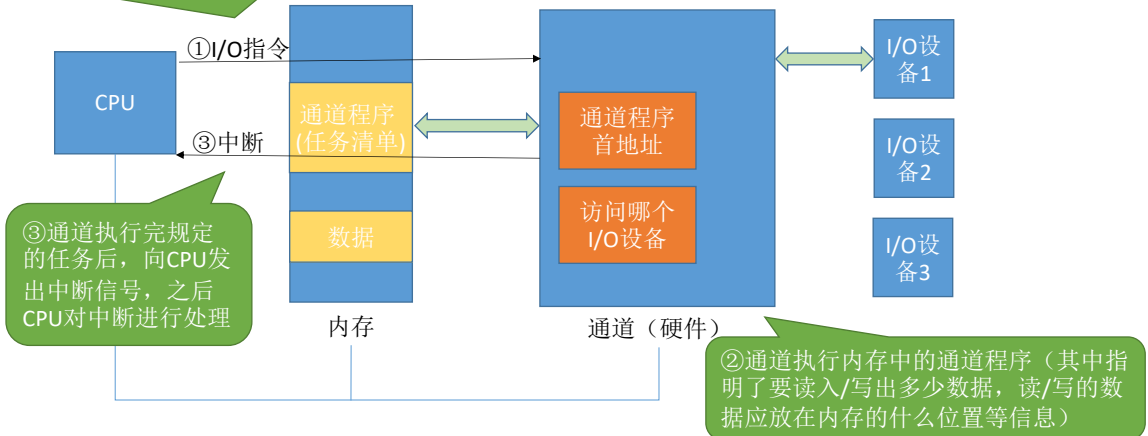 ①I/O指令
CPU
通道程序
(任务清单)
③中断
数据
内存
通道程序
首地址
访问哪个
I/O设备
通道（硬件）
I/O设
备1
I/O设
备2
I/O设
备3
③通道执行完规定
的任务后，向CPU发
出中断信号，之后
CPU对中断进行处理
②通道执行内存中的通道程序（其中指
明了要读入/写出多少数据，读/写的数
据应放在内存的什么位置等信息）